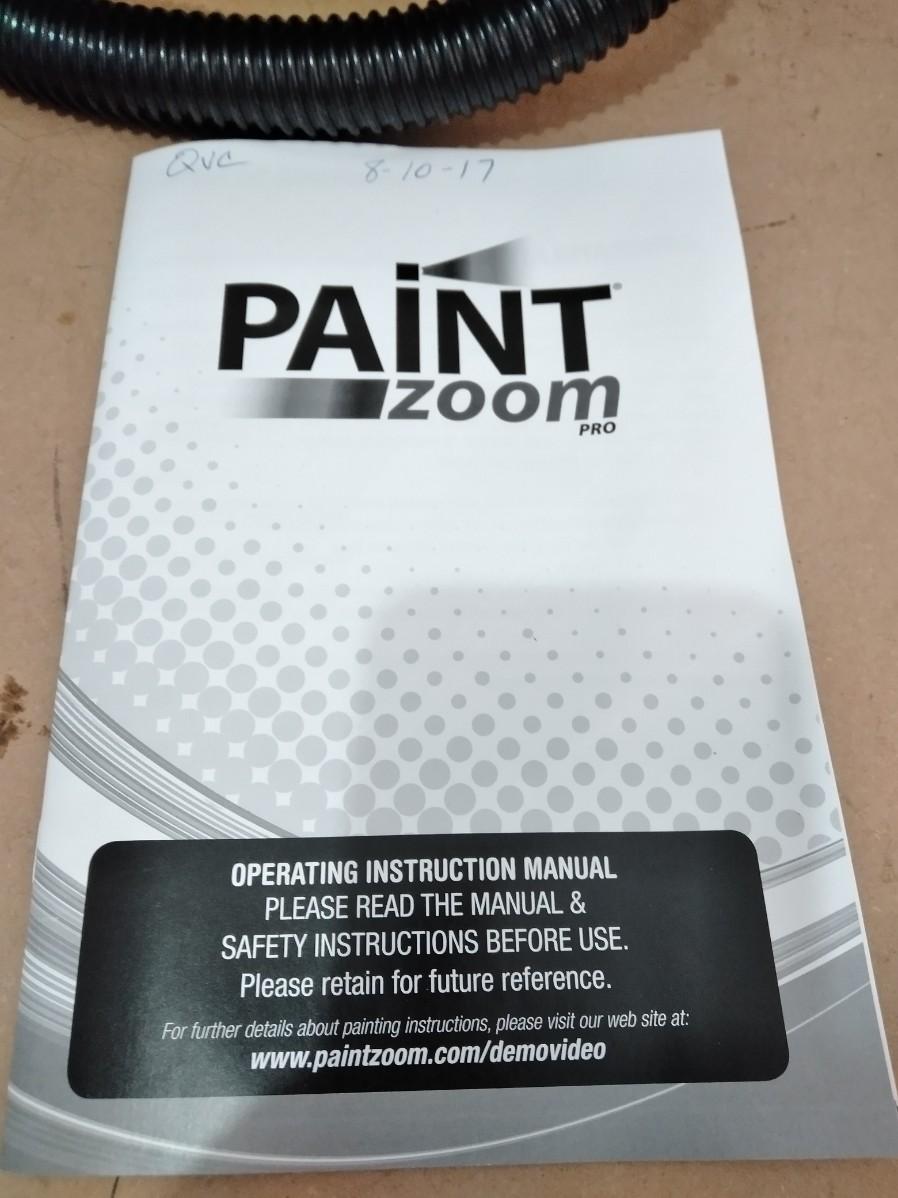 QVC 8-10-17
PAiNT®
zoom
PRO
OPERATING INSTRUCTION MANUAL
PLEASE READ THE MANUAL &
SAFETY INSTRUCTIONS BEFORE USE.
Please retain for future reference.
For further details about painting instructions, please visit our web site at:
www.paintzoom.com/demovideo